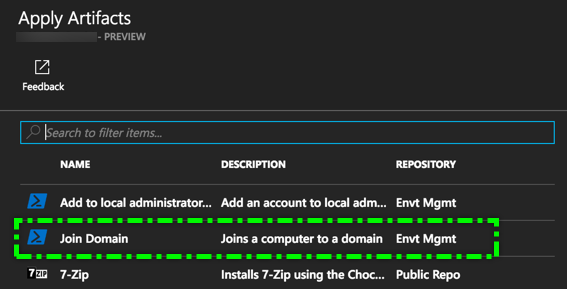 Apply Artifacts
- PREVIEW
Feedback
Search to filter items...
NAME DESCRIPTION REPOSITORY
Add to local administrator... Add an account to local adm... Envt Mgmt
Join Domain Joins a computer to a domain Envt Mgmt
7ZIP 7-Zip Installs 7-Zip using the Choc... Public Repo